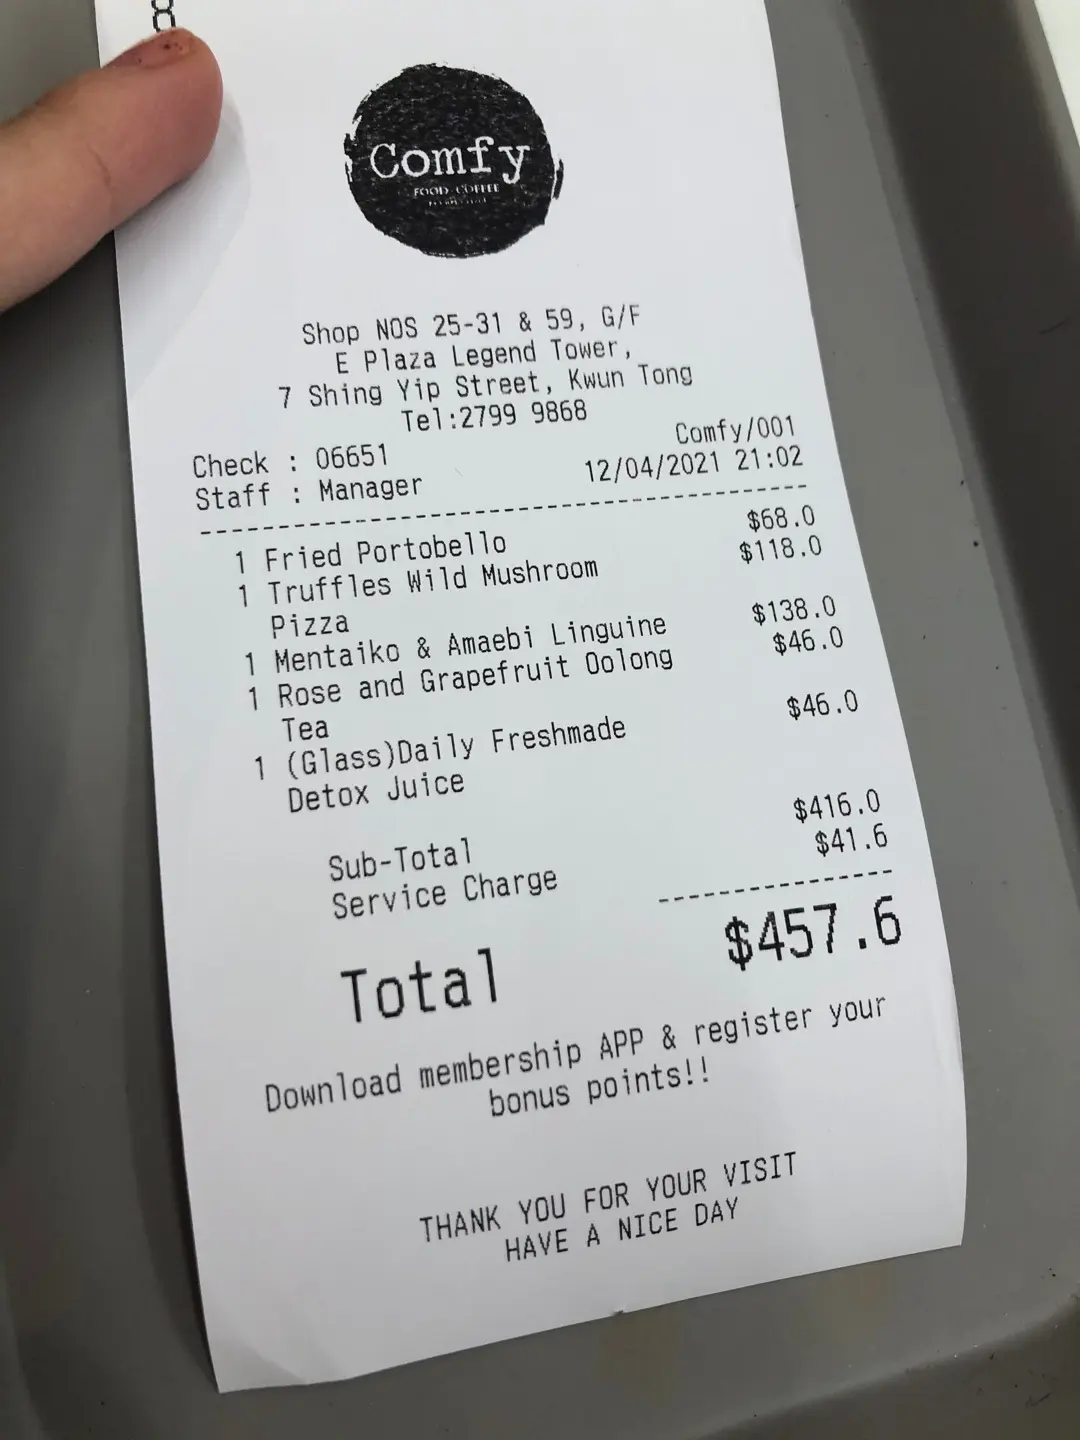 8
Comfy
FOOD COFFEE
Shop NOS 25-31 & 59, G/F
E Plaza Legend Tower,
7 Shing Yip Street, Kwun Tong
Tel:2799 9868
Comfy/001
Check : 06651
12/04/2021 21:02
Staff : Manager
1 Fried Portobello $68.0
1 Truffles Wild Mushroom $118.0
Pizza
1 Mentaiko & Amaebi Linguine $138.0
1 Rose and Grapefruit Oolong $46.0
Tea
1 (Glass)Daily Freshmade $46.0
Detox Juice
Sub-Total $416.0
Service Charge $41.6
Total $457.6
Download membership APP & register your
bonus points!!
THANK YOU FOR YOUR VISIT
HAVE A NICE DAY